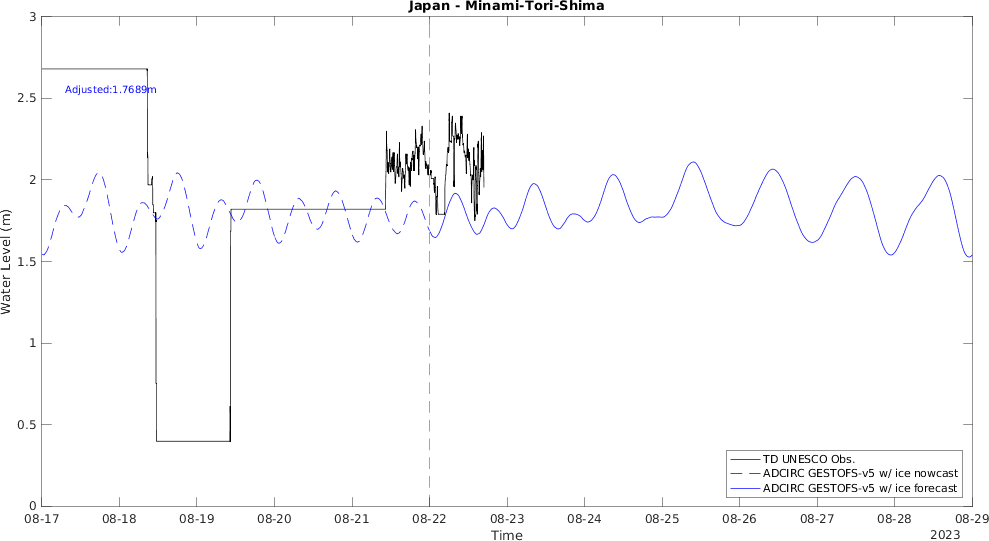 Japan - Minami-Tori-Shima
3
2.5
2
1.5
1
0.5
0
Water Level (m)
Adjusted:1.7689m
TD UNESCO Obs.
ADCIRC GESTOFS-v5 w/ ice nowcast
ADCIRC GESTOFS-v5 w/ ice forecast
08-17 08-18 08-19 08-20 08-21 08-22 08-23 08-24 08-25 08-26 08-27 08-28 08-29
Time
2023